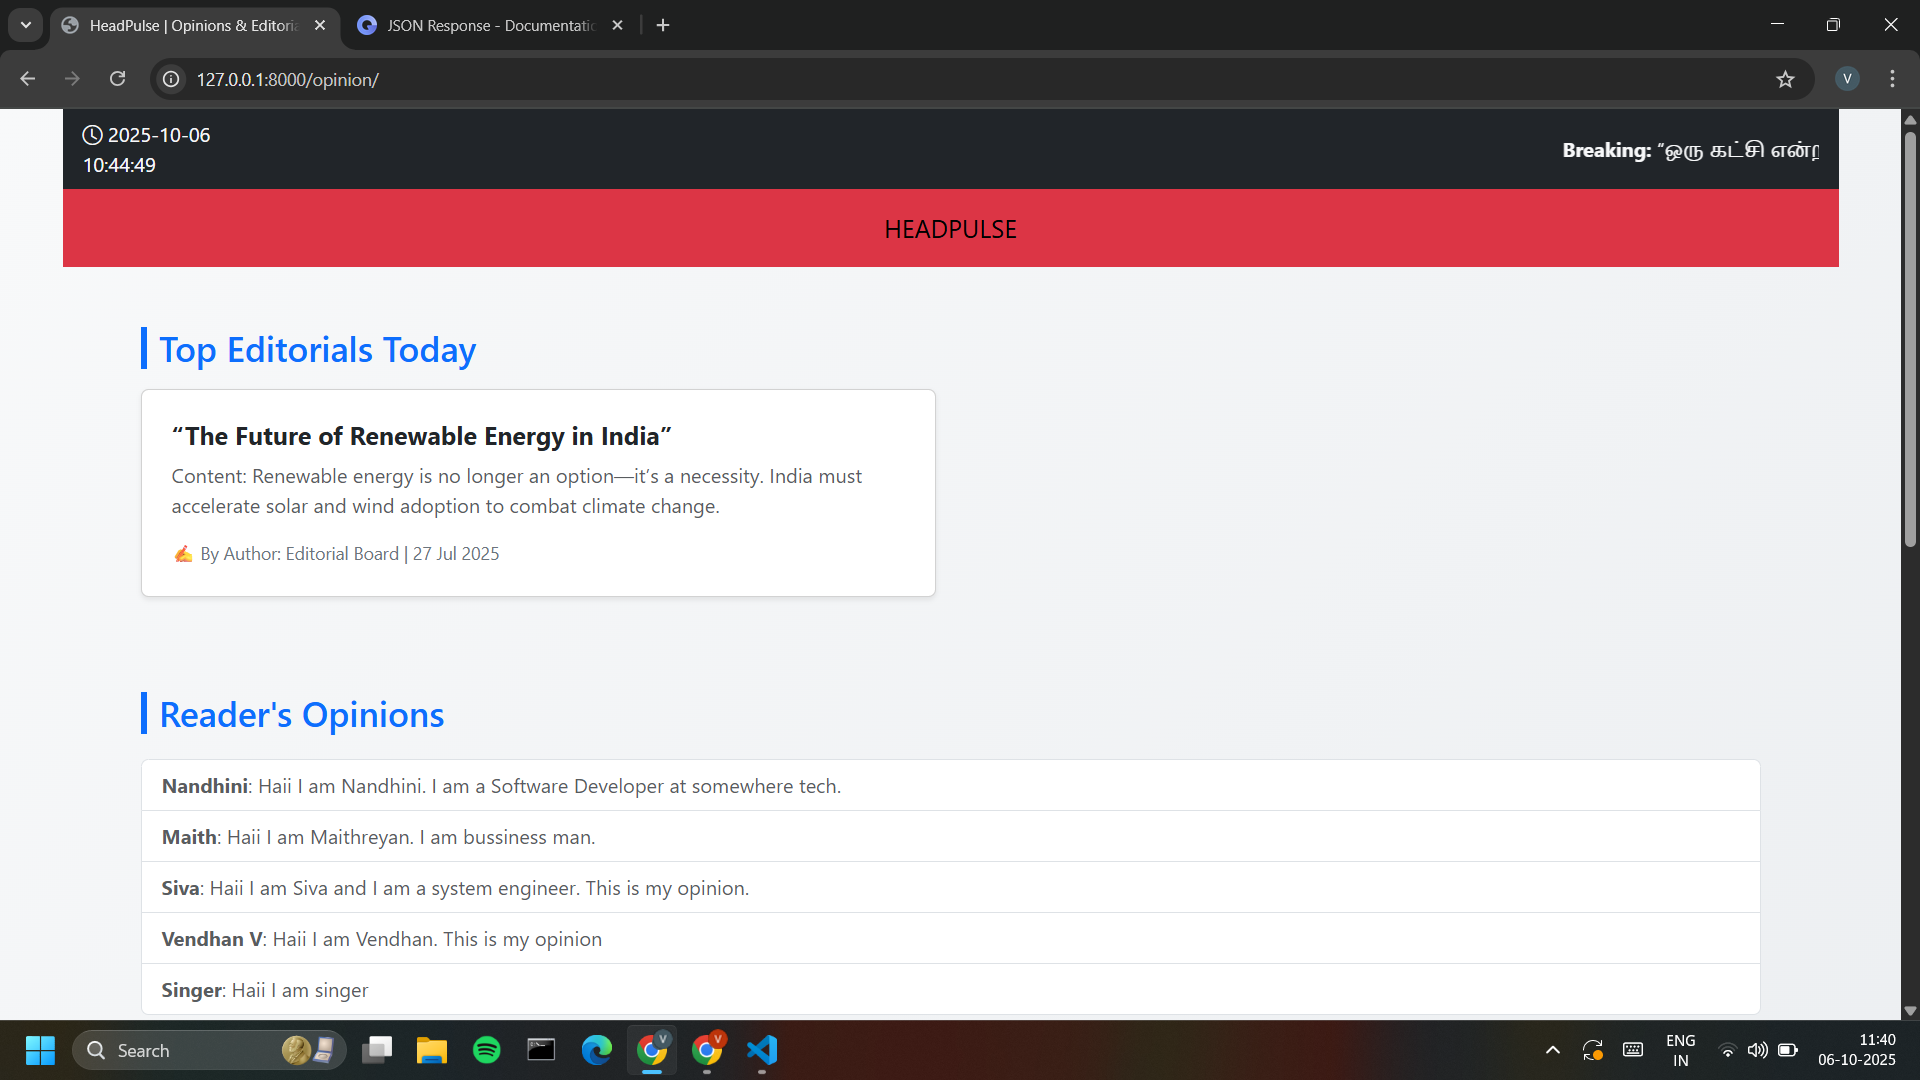 HeadPulse | Opinions & Editoria
JSON Response - Documentatio
127.0.0.1:8000/opinion/
V
2025-10-06
10:44:49
Breaking: “ஒரு கட்சி
HEADPULSE
Top Editorials Today
“The Future of Renewable Energy in India”
Content: Renewable energy is no longer an option—it’s a necessity. India must
accelerate solar and wind adoption to combat climate change.
✍ By Author: Editorial Board | 27 Jul 2025
Reader's Opinions
Nandhini: Haii I am Nandhini. I am a Software Developer at somewhere tech.
Maith: Haii I am Maithreyan. I am bussiness man.
Siva: Haii I am Siva and I am a system engineer. This is my opinion.
Vendhan V: Haii I am Vendhan. This is my opinion
Singer: Haii I am singer
Search
V
V
ENG
IN
11:40
06-10-2025